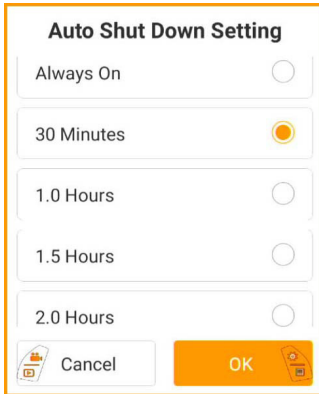 Auto Shut Down Setting
Always On
30 Minutes
1.0 Hours
1.5 Hours
2.0 Hours
Cancel
OK